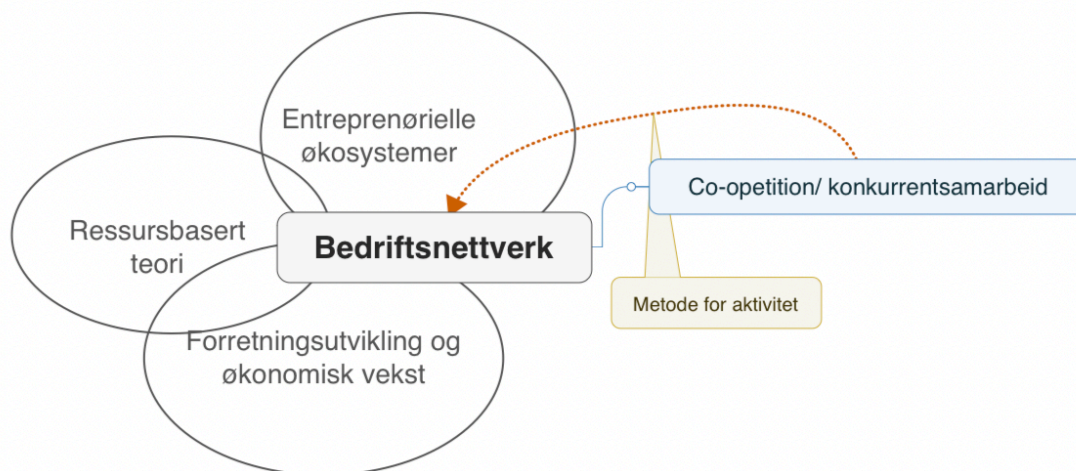 Entreprenørielle
økosystemer
Ressursbasert
teori
Bedriftsnettverk
Co-opetition/ konkurrentsamarbeid
Metode for aktivitet
Forretningsutvikling og
økonomisk vekst